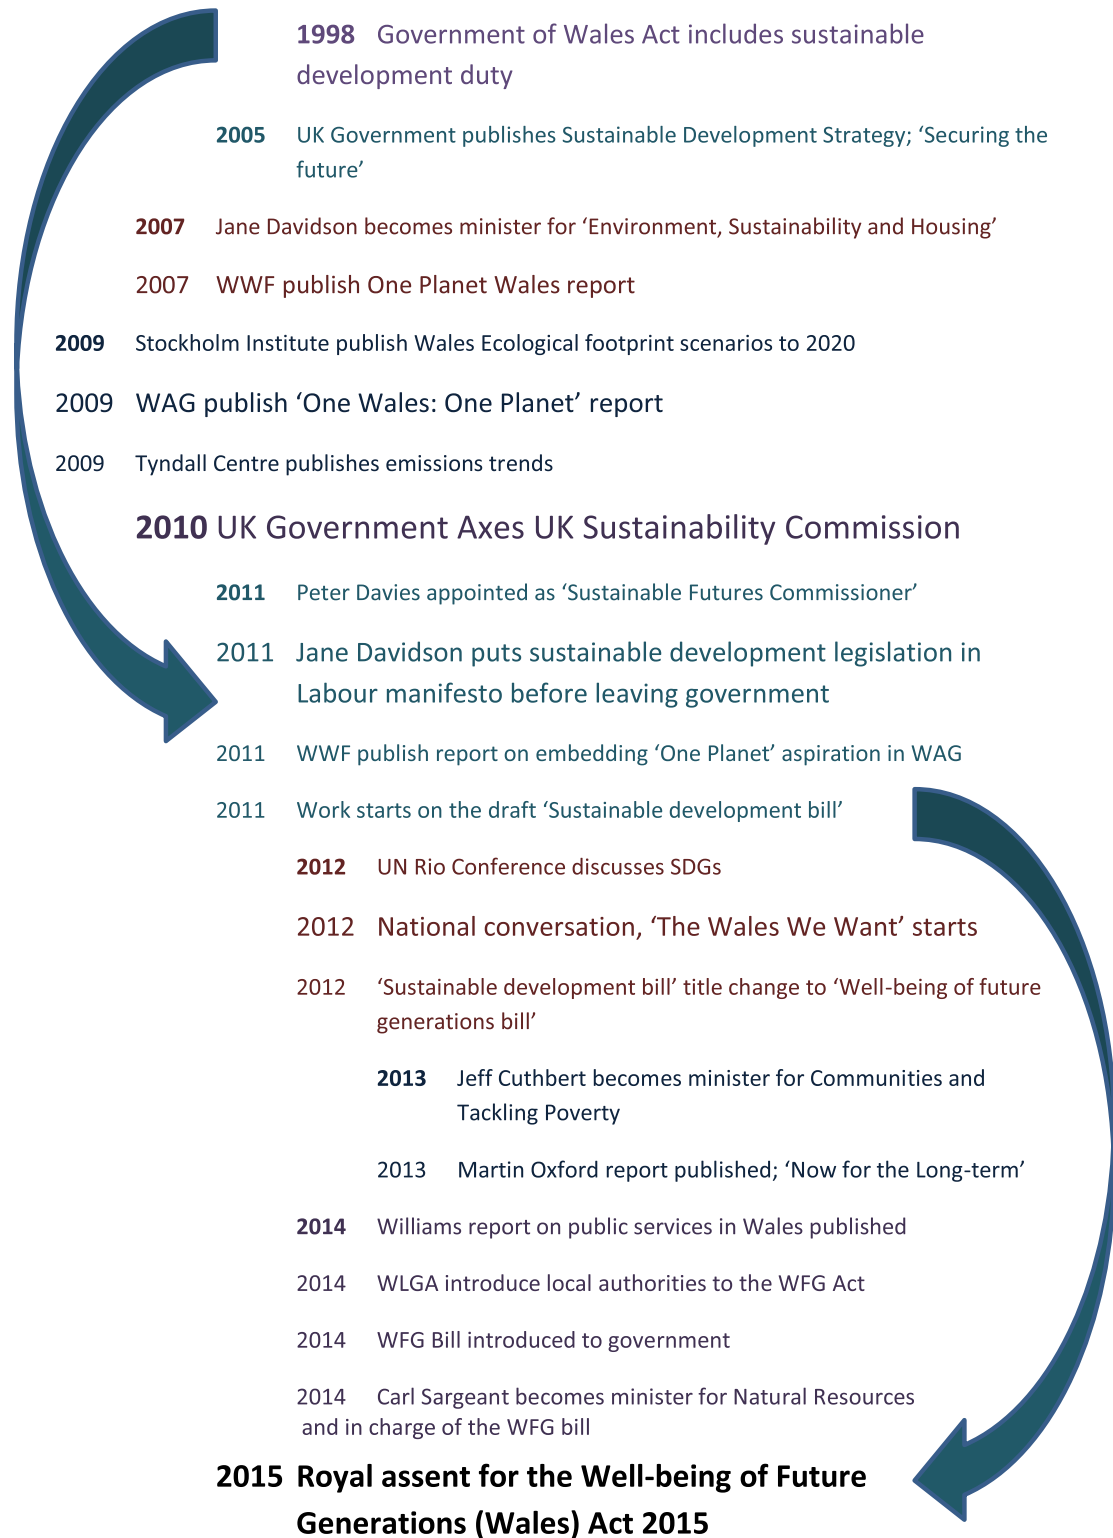 1998 Government of Wales Act includes sustainable
development duty
2005 UK Government publishes Sustainable Development Strategy; ‘Securing the
future’
2007 Jane Davidson becomes minister for ‘Environment, Sustainability and Housing’
2007 WWF publish One Planet Wales report
2009 Stockholm Institute publish Wales Ecological footprint scenarios to 2020
2009 WAG publish ‘One Wales: One Planet’ report
2009 Tyndall Centre publishes emissions trends
2010 UK Government Axes UK Sustainability Commission
2011 Peter Davies appointed as ‘Sustainable Futures Commissioner’
2011 Jane Davidson puts sustainable development legislation in
Labour manifesto before leaving government
2011 WWF publish report on embedding ‘One Planet’ aspiration in WAG
2011 Work starts on the draft ‘Sustainable development bill’
2012 UN Rio Conference discusses SDGs
2012 National conversation, ‘The Wales We Want’ starts
2012 ‘Sustainable development bill’ title change to ‘Well-being of future
generations bill’
2013 Jeff Cuthbert becomes minister for Communities and
Tackling Poverty
2013 Martin Oxford report published; ‘Now for the Long-term’
2014 Williams report on public services in Wales published
2014 WLGA introduce local authorities to the WFG Act
2014 WFG Bill introduced to government
2014 Carl Sargeant becomes minister for Natural Resources
and in charge of the WFG bill
2015 Royal assent for the Well-being of Future
Generations (Wales) Act 2015